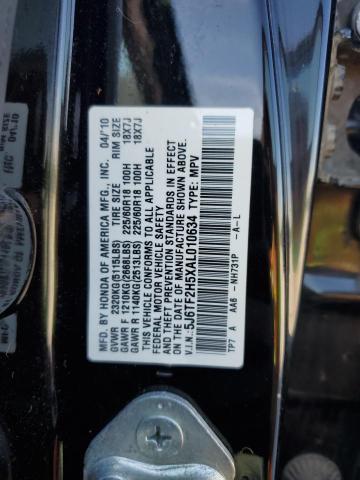 MFD. BY HONDA OF AMERICA MFG., INC. 04/10
GVWR 2320KG(5115LBS) TIRE SIZE RIM SIZE
GAWR F 1210KG(2668LBS) 225/60R18 100H 18X7J
GAWR R 1140KG(2513LBS) 225/60R18 100H 18X7J
THIS VEHICLE CONFORMS TO ALL APPLICABLE
FEDERAL MOTOR VEHICLE SAFETY, BUMPER,
AND THEFT PREVENTION STANDARDS IN EFFECT
ON THE DATE OF MANUFACTURE SHOWN ABOVE.
V.I.N.: 5J6TF2H5XAL010634 TYPE: MPV
TP7 A AA6 - NH731P - A - L